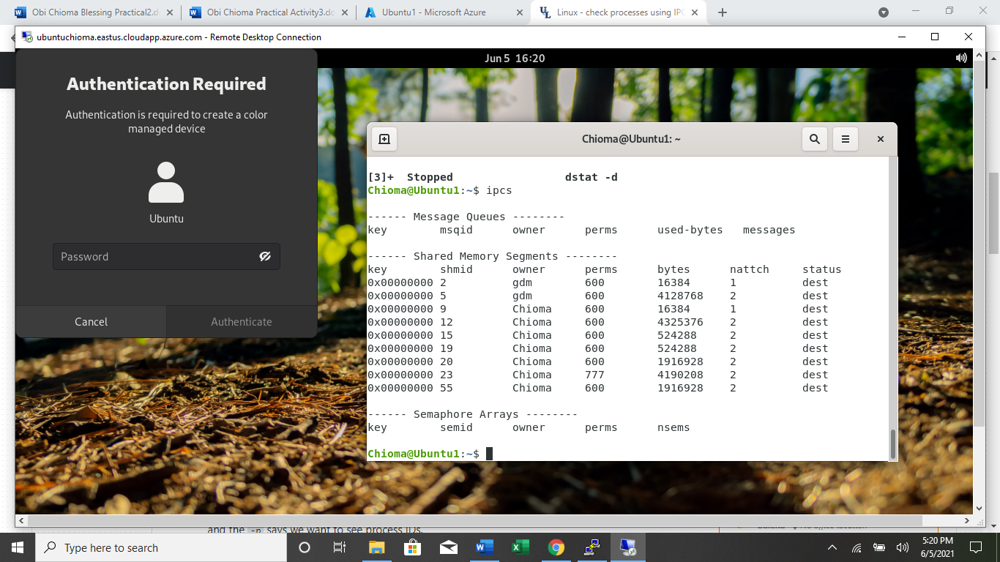 Obi Chioma Blessing Practical2.d
Obi Chioma Practical Activity3.do
Ubuntu1 - Microsoft Azure
Linux - check processes using IPC
ubuntuchioma.eastus.cloudapp.azure.com - Remote Desktop Connection
Jun 5 16:20
Authentication Required
Authentication is required to create a color
managed device
Ubuntu
Password
Cancel
Authenticate
Chioma@Ubuntu1: ~
[3]+  Stopped                 dstat -d
Chioma@Ubuntu1:~$ ipcs
------ Message Queues --------
key        msqid      owner      perms      used-bytes   messages
------ Shared Memory Segments --------
key        shmid      owner      perms      bytes      nattch     status
0x00000000 2          gdm        600        16384      1          dest
0x00000000 5          gdm        600        4128768    2          dest
0x00000000 9          Chioma     600        16384      1          dest
0x00000000 12         Chioma     600        4325376    2          dest
0x00000000 15         Chioma     600        524288     2          dest
0x00000000 19         Chioma     600        524288     2          dest
0x00000000 20         Chioma     600        1916928    2          dest
0x00000000 23         Chioma     777        4190208    2          dest
0x00000000 55         Chioma     600        1916928    2          dest
------ Semaphore Arrays --------
key        semid      owner      perms      nsems
Chioma@Ubuntu1:~$
and the -p says we want to see process IDs.
Type here to search
5:20 PM
6/5/2021